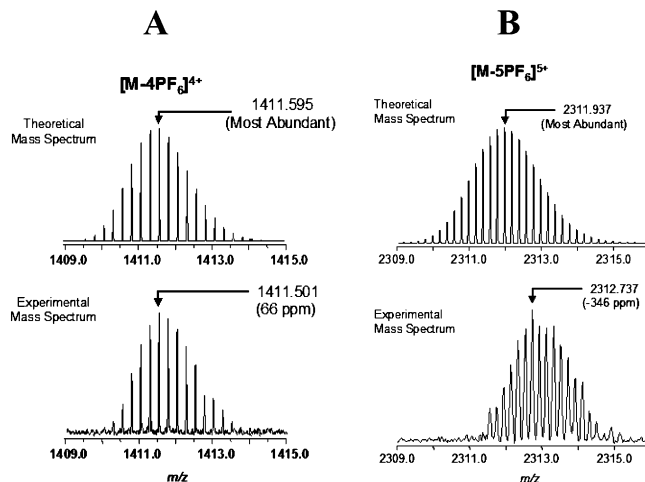 A
[M-4PF6]4+
Theoretical
Mass Spectrum
1411.595
(Most Abundant)
1409.0 1411.0 1413.0 1415.0
Experimental
Mass Spectrum
1411.501
(66 ppm)
1409.0 1411.0 1413.0 1415.0
m/z
B
[M-5PF6]5+
Theoretical
Mass Spectrum
2311.937
(Most Abundant)
2309.0 2311.0 2313.0 2315.0
Experimental
Mass Spectrum
2312.737
(-346 ppm)
2309.0 2311.0 2313.0 2315.0
m/z